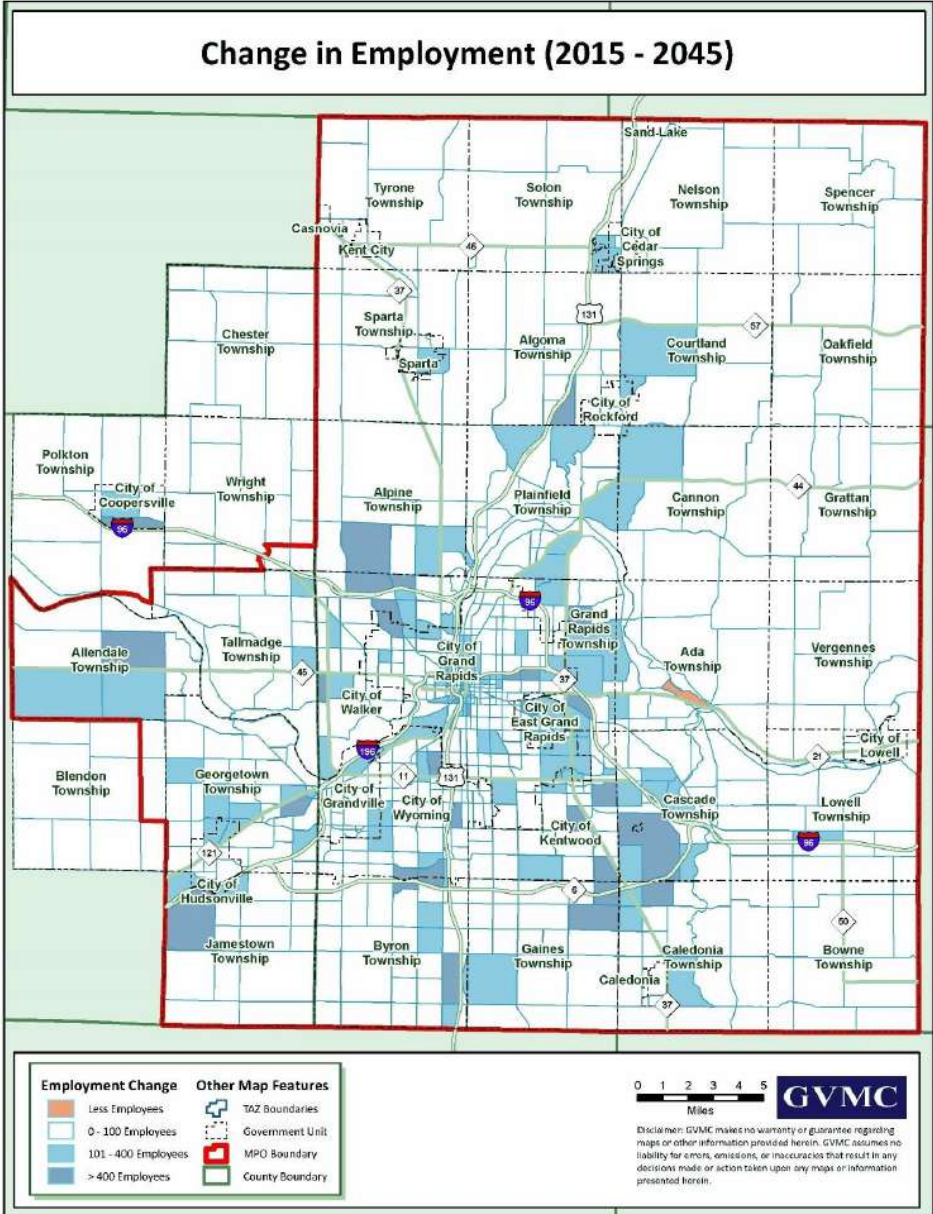 Change in Employment (2015 - 2045)
Sand-Lake
Tyrone
Township
Solon
Township
Nelson
Township
Spencer
Township
Casnovia
Kent City
City of
Cedar
Springs
46
37
131
57
Sparta
Township
Sparta
Chester
Township
Algoma
Township
Courtland
Township
Oakfield
Township
City of
Rockford
Polkton
Township
City of
Coopersville
96
Wright
Township
Alpine
Township
Plainfield
Township
Cannon
Township
44
Grattan
Township
96
Grand
Rapids
Township
Allendale
Township
Tallmadge
Township
45
City of
Grand
Rapids
37
Ada
Township
Vergennes
Township
City of
Walker
City of
East Grand
Rapids
City of
Lowell
21
196
11
131
Blendon
Township
Georgetown
Township
City of
Grandville
City of
Wyoming
City of
Kentwood
Cascade
Township
Lowell
Township
96
121
City of
Hudsonville
6
50
Jamestown
Township
Byron
Township
Gaines
Township
Caledonia
Township
Caledonia
37
Bowne
Township
Employment Change
Less Employees
0 - 100 Employees
101 - 400 Employees
> 400 Employees
Other Map Features
TAZ Boundaries
Government Unit
MPO Boundary
County Boundary
0 1 2 3 4 5
Miles
GVMC
Disclaimer: GVMC makes no warranty or guarantee regarding
maps or other information provided herein. GVMC assumes no
liability for errors, omissions, or inaccuracies that result in any
decisions made or action taken upon any maps or information
presented herein.